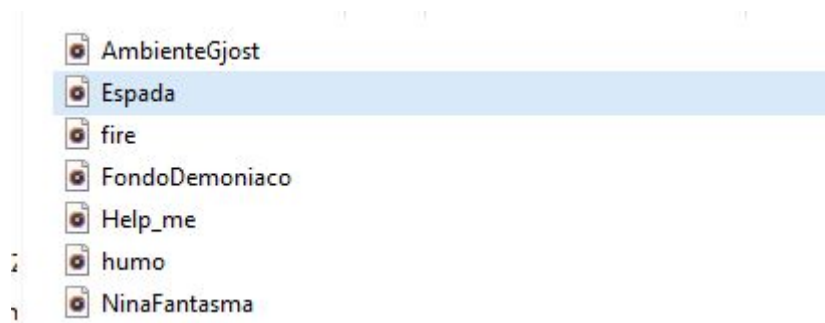 AmbienteGjost
Espada
fire
FondoDemoniaco
Help_me
humo
NinaFantasma